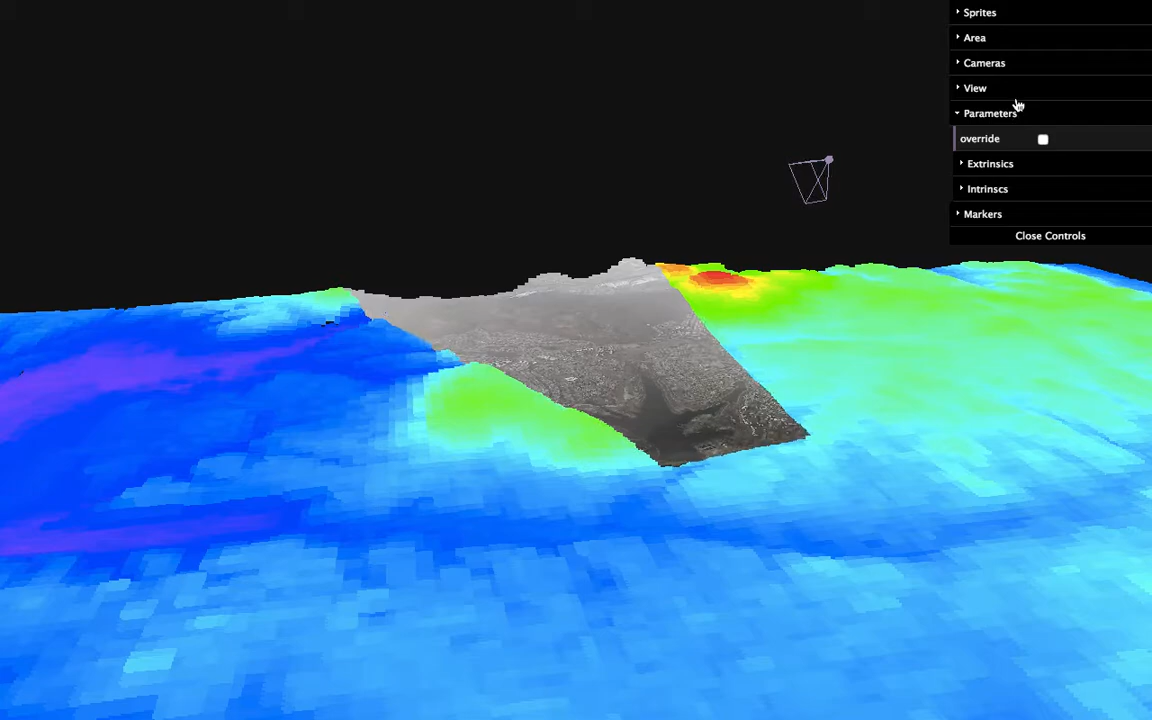 Sprites
Area
Cameras
View
Parameters
override
Extrinsics
Intrinscs
Markers
Close Controls